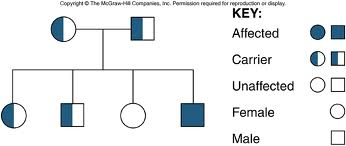 Copyright © The McGraw-Hill Companies, Inc. Permission required for reproduction or display.
KEY:
Affected
Carrier
Unaffected
Female
Male